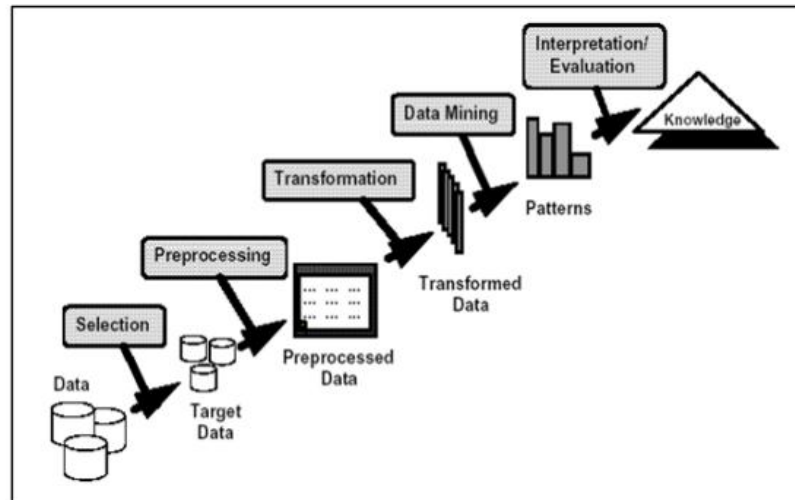 Interpretation/
Evaluation
Data Mining
Knowledge
Transformation
Patterns
Preprocessing
Transformed
Data
Selection
Preprocessed
Data
Data
Target
Data